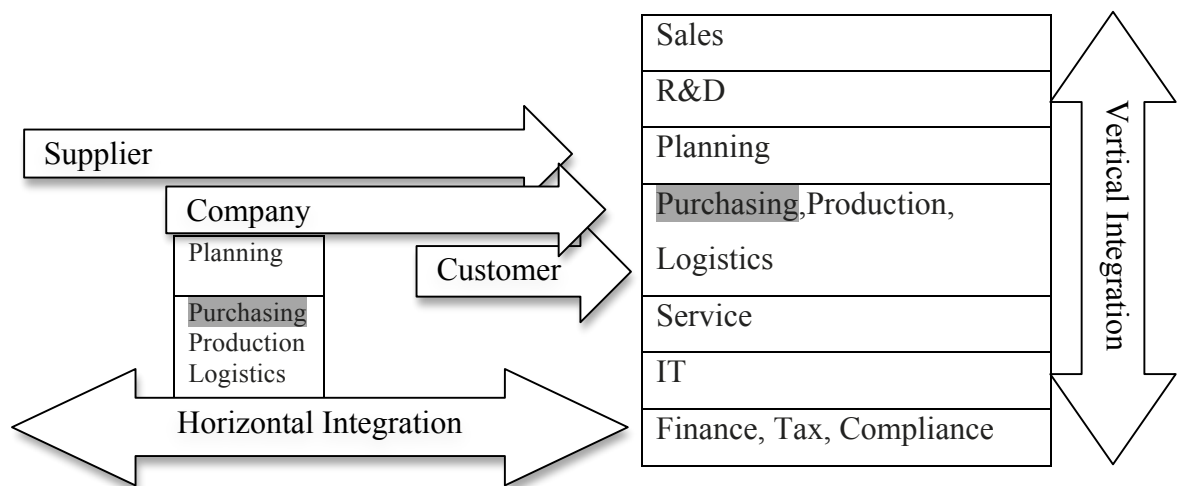 Supplier
Company
Customer
Planning
Purchasing
Production
Logistics
Horizontal Integration
Sales
R&D
Planning
Purchasing,Production,
Logistics
Service
IT
Finance, Tax, Compliance
Vertical Integration